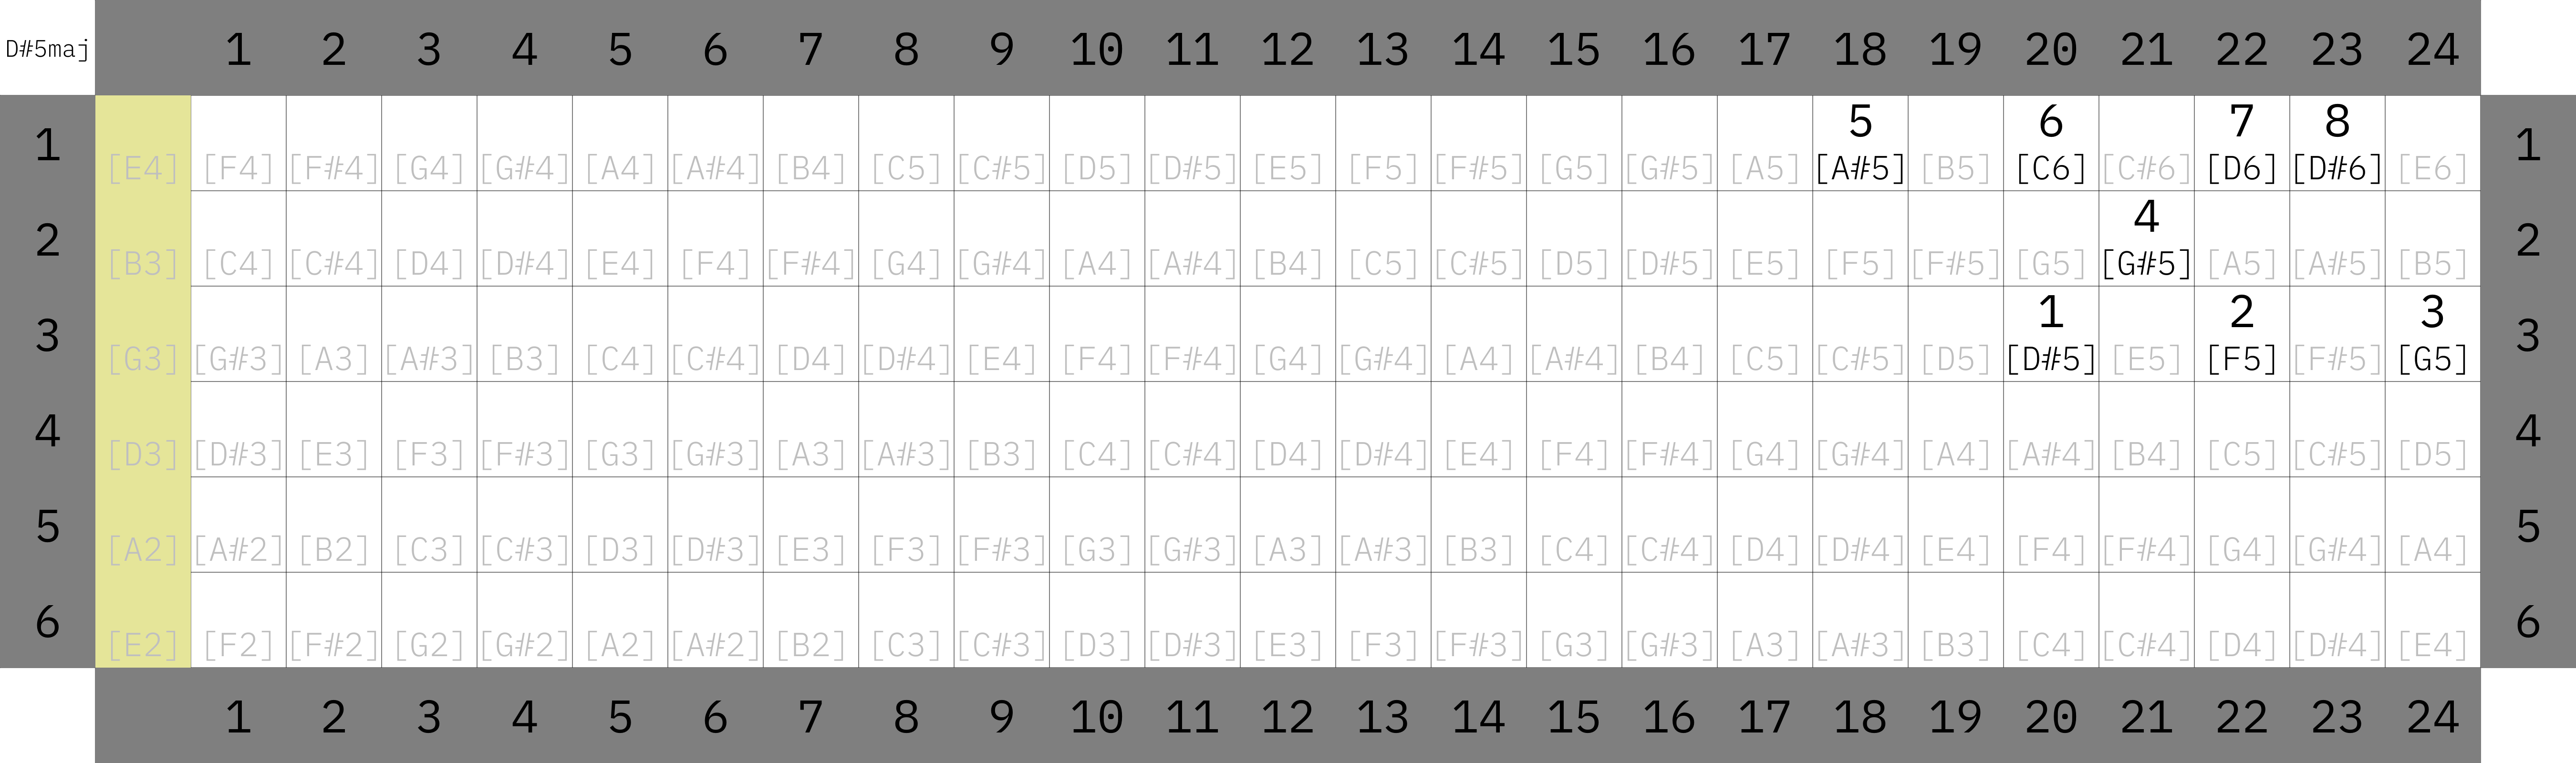 D#5maj 1 2 3 4 5 6 7 8 9 10 11 12 13 14 15 16 17 18 19 20 21 22 23 24
5 6 7 8
1 [E4] [F4] [F#4] [G4] [G#4] [A4] [A#4] [B4] [C5] [C#5] [D5] [D#5] [E5] [F5] [F#5] [G5] [G#5] [A5] [A#5] [B5] [C6] [C#6] [D6] [D#6] [E6] 1
4
2 [B3] [C4] [C#4] [D4] [D#4] [E4] [F4] [F#4] [G4] [G#4] [A4] [A#4] [B4] [C5] [C#5] [D5] [D#5] [E5] [F5] [F#5] [G5] [G#5] [A5] [A#5] [B5] 2
1 2 3
3 [G3] [G#3] [A3] [A#3] [B3] [C4] [C#4] [D4] [D#4] [E4] [F4] [F#4] [G4] [G#4] [A4] [A#4] [B4] [C5] [C#5] [D5] [D#5] [E5] [F5] [F#5] [G5] 3
4 [D3] [D#3] [E3] [F3] [F#3] [G3] [G#3] [A3] [A#3] [B3] [C4] [C#4] [D4] [D#4] [E4] [F4] [F#4] [G4] [G#4] [A4] [A#4] [B4] [C5] [C#5] [D5] 4
5 [A2] [A#2] [B2] [C3] [C#3] [D3] [D#3] [E3] [F3] [F#3] [G3] [G#3] [A3] [A#3] [B3] [C4] [C#4] [D4] [D#4] [E4] [F4] [F#4] [G4] [G#4] [A4] 5
6 [E2] [F2] [F#2] [G2] [G#2] [A2] [A#2] [B2] [C3] [C#3] [D3] [D#3] [E3] [F3] [F#3] [G3] [G#3] [A3] [A#3] [B3] [C4] [C#4] [D4] [D#4] [E4] 6
1 2 3 4 5 6 7 8 9 10 11 12 13 14 15 16 17 18 19 20 21 22 23 24